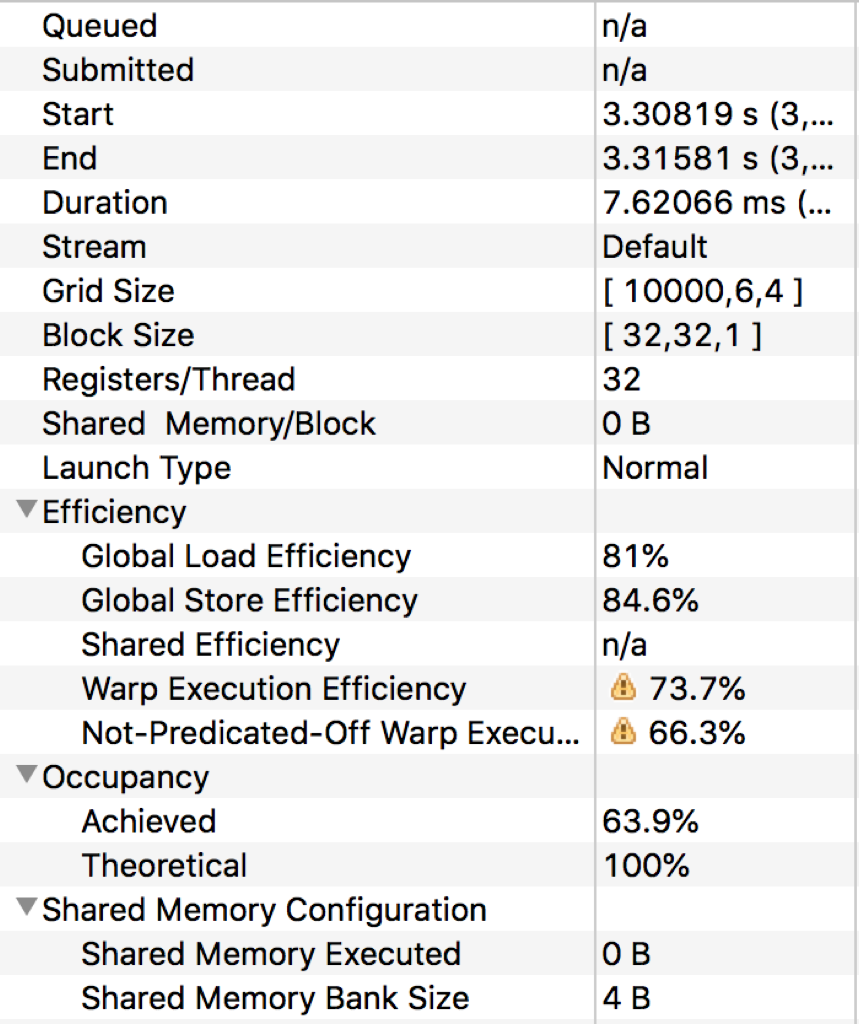 Queued n/a
Submitted n/a
Start 3.30819 s (3,...
End 3.31581 s (3,...
Duration 7.62066 ms (...
Stream Default
Grid Size [ 10000,6,4 ]
Block Size [ 32,32,1 ]
Registers/Thread 32
Shared  Memory/Block 0 B
Launch Type Normal
Efficiency
Global Load Efficiency 81%
Global Store Efficiency 84.6%
Shared Efficiency n/a
Warp Execution Efficiency 73.7%
Not-Predicated-Off Warp Execu... 66.3%
Occupancy
Achieved 63.9%
Theoretical 100%
Shared Memory Configuration
Shared Memory Executed 0 B
Shared Memory Bank Size 4 B